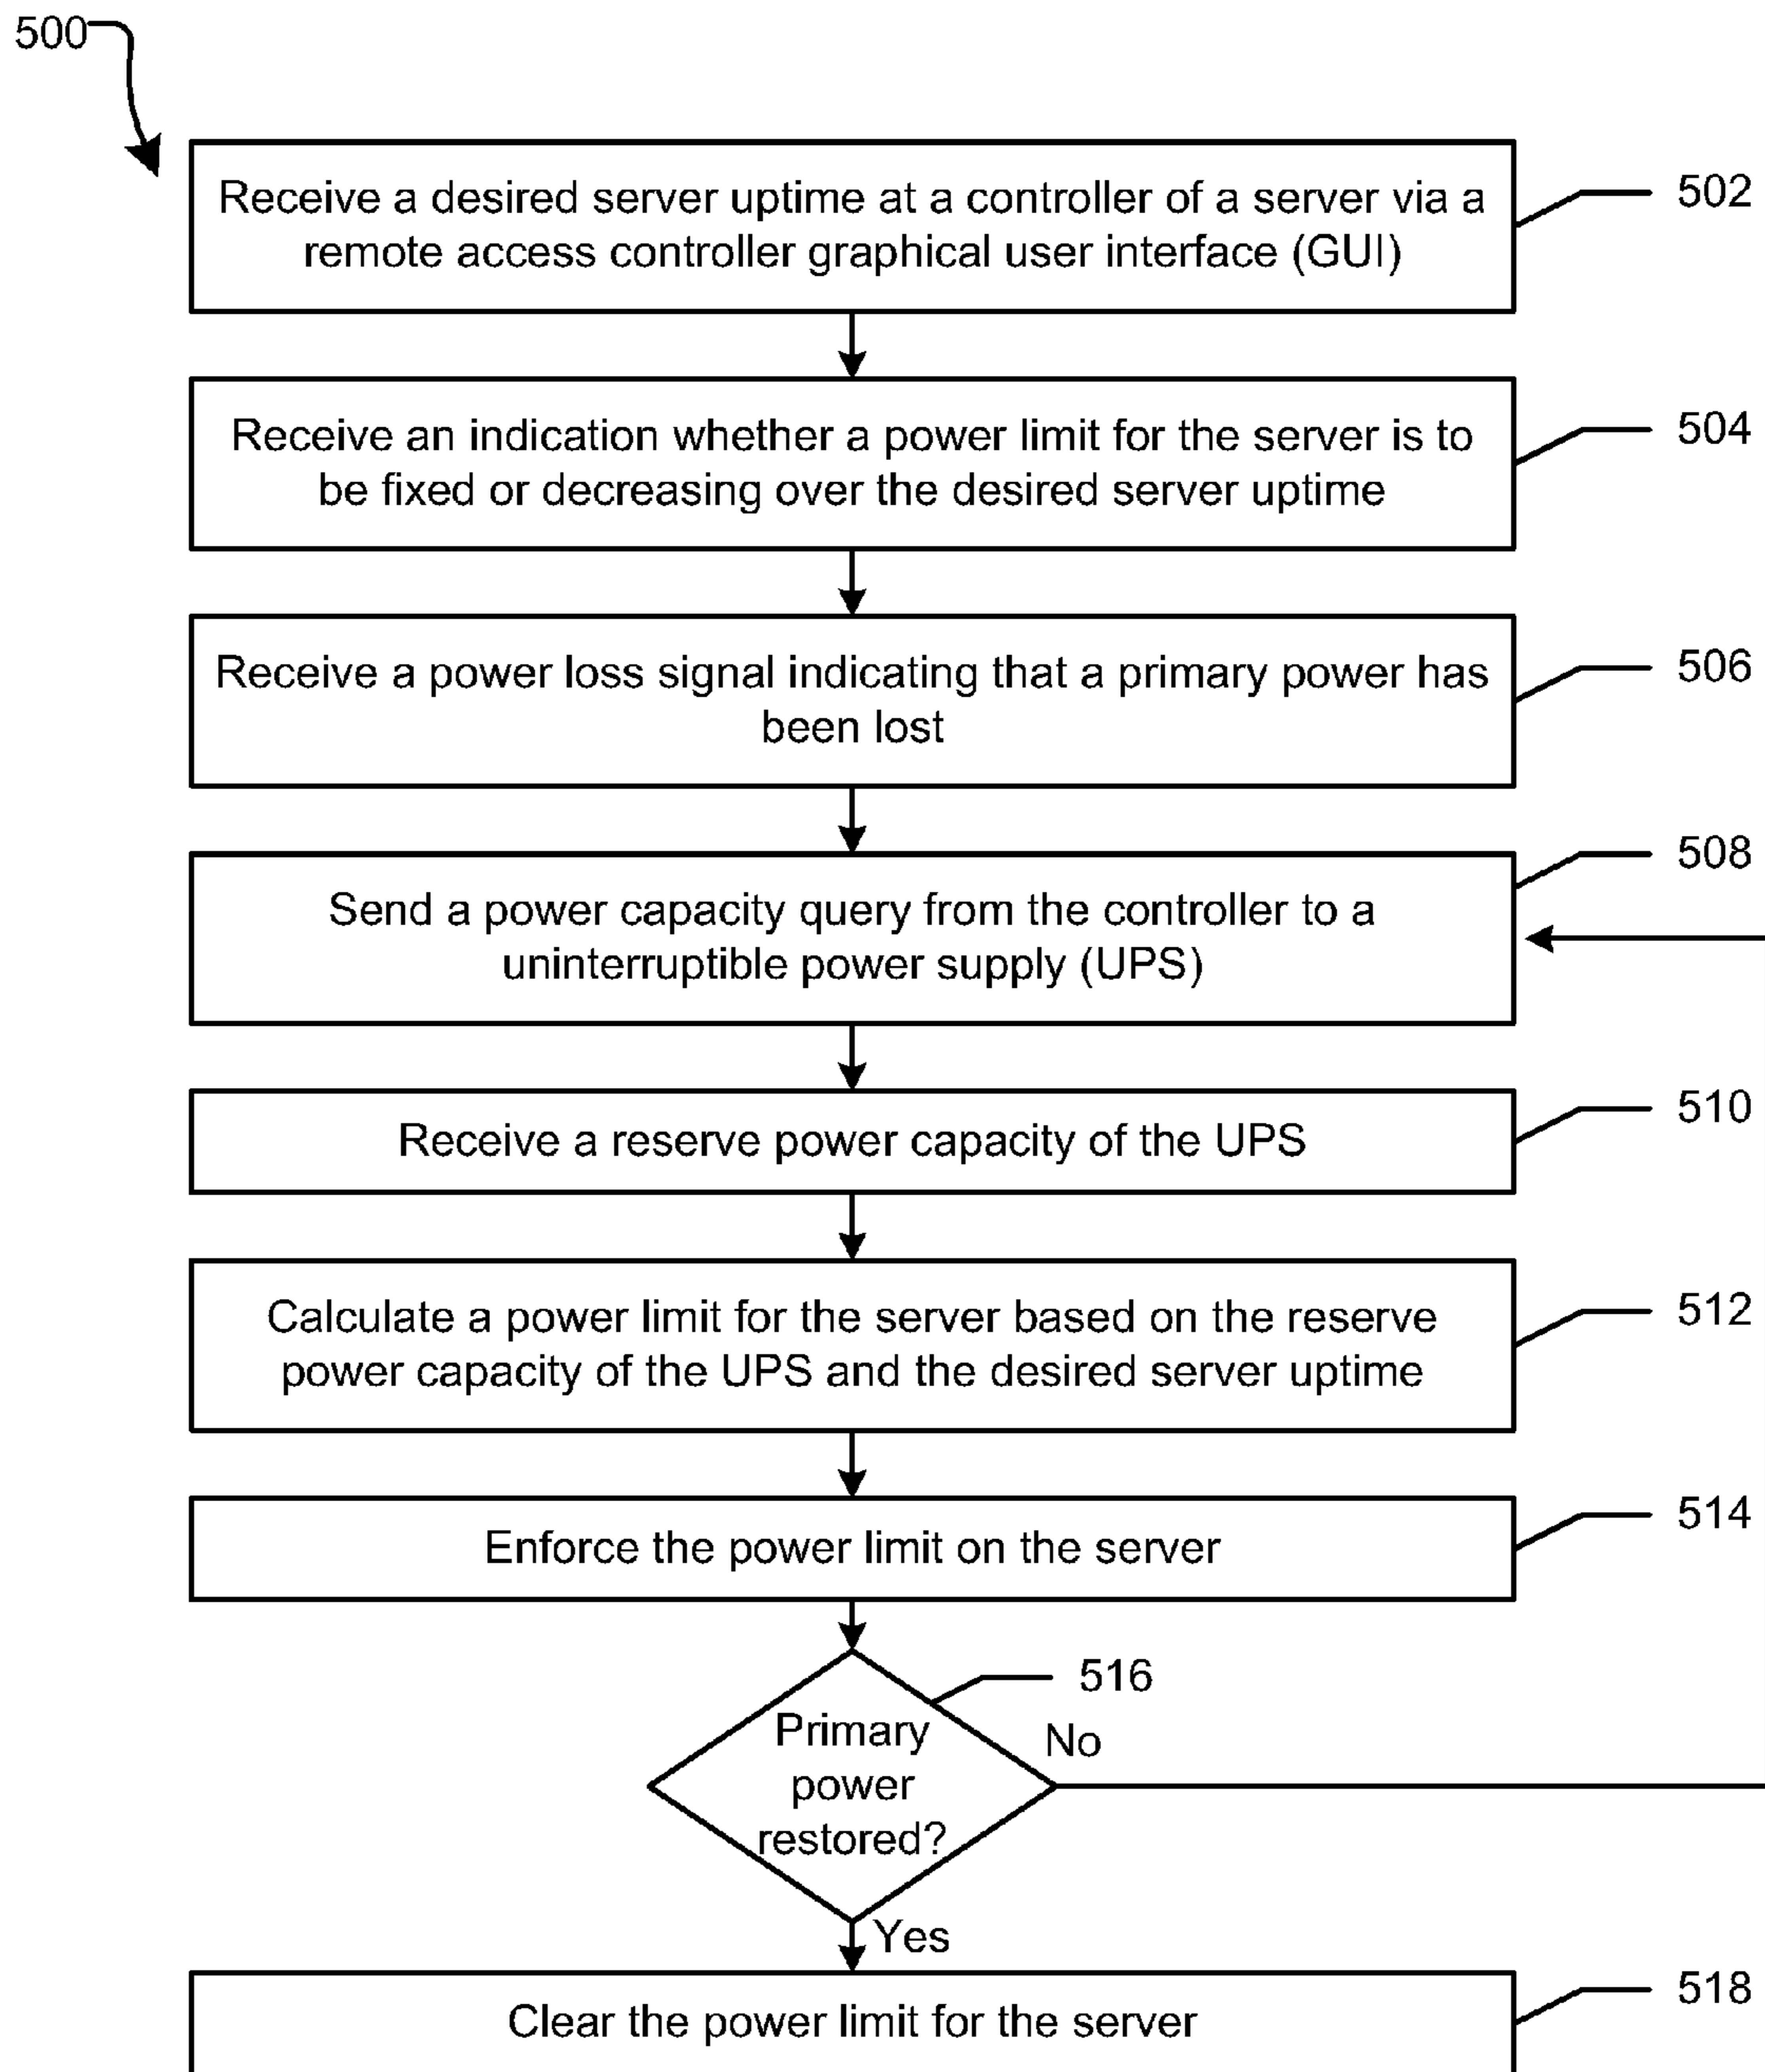 500
Receive a desired server uptime at a controller of a server via a
remote access controller graphical user interface (GUI)
502
Receive an indication whether a power limit for the server is to
be fixed or decreasing over the desired server uptime
504
Receive a power loss signal indicating that a primary power has
been lost
506
Send a power capacity query from the controller to a
uninterruptible power supply (UPS)
508
Receive a reserve power capacity of the UPS
510
Calculate a power limit for the server based on the reserve
power capacity of the UPS and the desired server uptime
512
Enforce the power limit on the server
514
516
Primary
power
restored?
No
Yes
Clear the power limit for the server
518